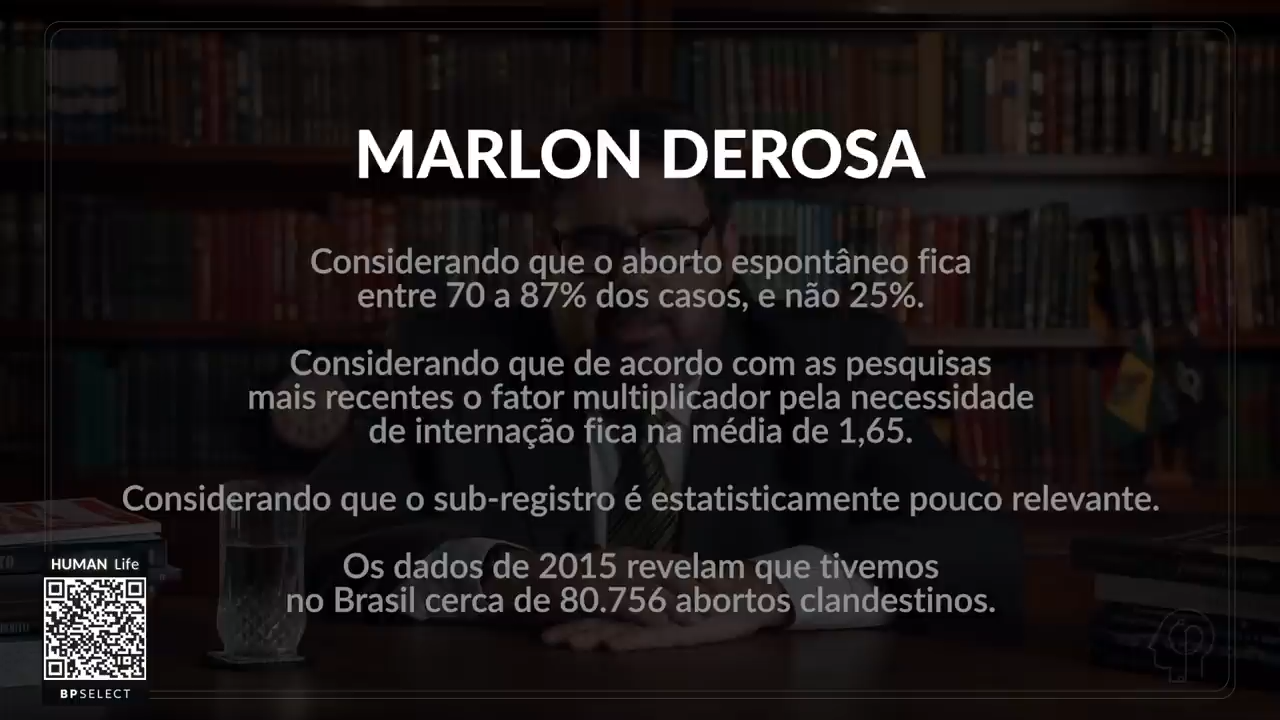 MARLON DEROSA
Considerando que o aborto espontâneo fica
entre 70 a 87% dos casos, e não 25%.
Considerando que de acordo com as pesquisas
mais recentes o fator multiplicador pela necessidade
de internação fica na média de 1,65.
Considerando que o sub-registro é estatisticamente pouco relevante.
Os dados de 2015 revelam que tivemos
no Brasil cerca de 80.756 abortos clandestinos.
HUMAN Life
BPSELECT